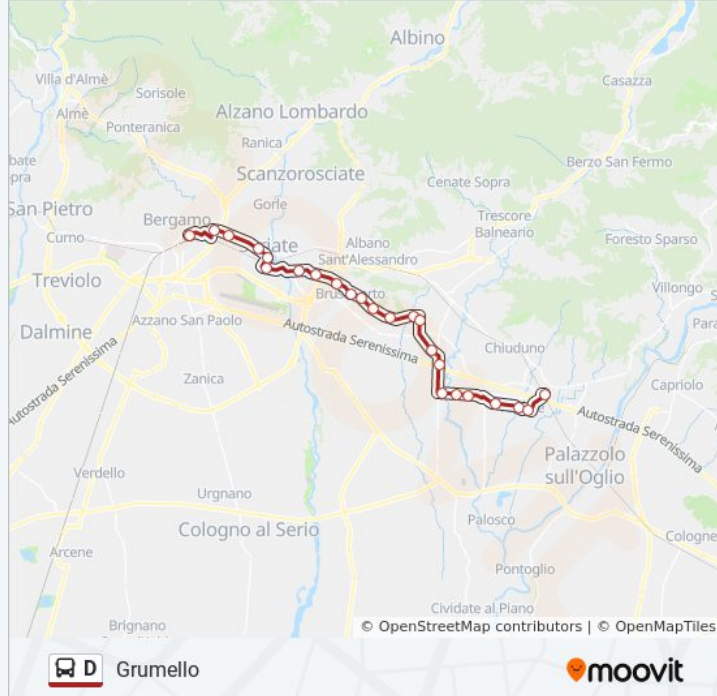 Albino
Villa d'Almè
Casazza
Sorisole
Almè
Alzano Lombardo
Ponteranica
Ranica
Berzo San Fermo
Scanzorosciate
Cenate Sopra
San Pietro
Gorle
Trescore
Balneario
Bergamo
Curno
Albano
Sant'Alessandro
Foresto Sparso
Treviolo
Villongo
Azzano San Paolo
Dalmine
Autostrada Serenissima
Chiuduno
Zanica
Capriolo
Autostrada Serenissima
Autostrada Serenissima
Palazzolo
sull'Oglio
Verdello
Urgnano
Cologno al Serio
Palosco
Cologne
Arcene
Pontoglio
Cividate al Piano
Brignano
© OpenStreetMap contributors | © OpenMapTiles
D Grumello
moovit